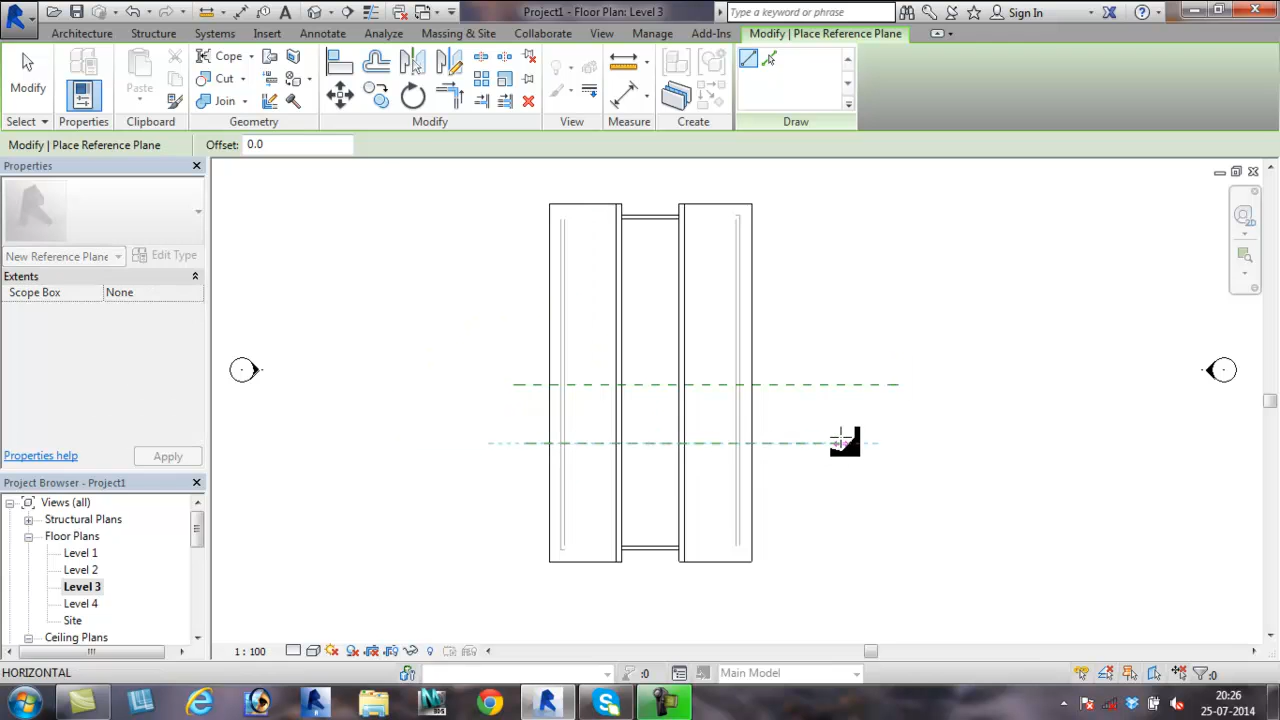 Project1 - Floor Plan: Level 3
Type a keyword or phrase
Sign In
Architecture
Structure
Systems
Insert
Annotate
Analyze
Massing & Site
Collaborate
View
Manage
Add-Ins
Modify | Place Reference Plane
Modify
Paste
Cope
Cut
Join
Select
Properties
Clipboard
Geometry
Modify
View
Measure
Create
Draw
Modify | Place Reference Plane
Offset: 0.0
Properties
New Reference Plane
Edit Type
Extents
Scope Box
None
Properties help
Apply
Project Browser - Project1
Views (all)
Structural Plans
Floor Plans
Level 1
Level 2
Level 3
Level 4
Site
Ceiling Plans
2D
1 : 100
HORIZONTAL
:0
Main Model
:0
20:26
25-07-2014